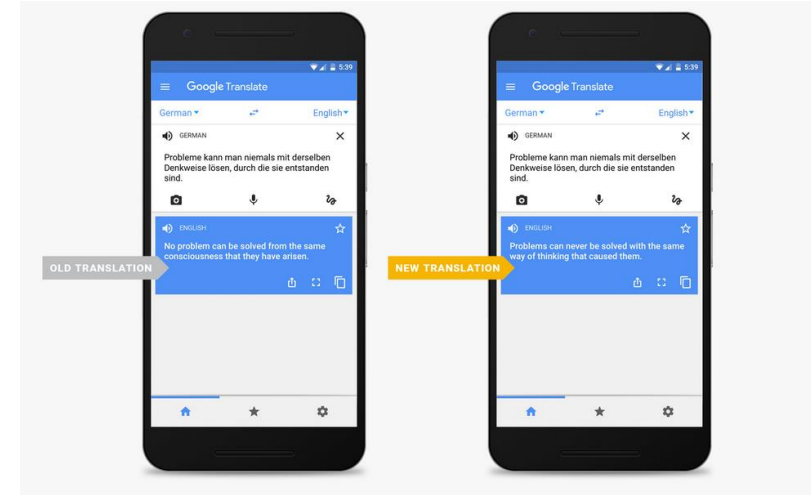 5:39
Google Translate
German
English
GERMAN
Probleme kann man niemals mit derselben
Denkweise lösen, durch die sie entstanden
sind.
ENGLISH
No problem can be solved from the same
consciousness that they have arisen.
OLD TRANSLATION
5:39
Google Translate
German
English
GERMAN
Probleme kann man niemals mit derselben
Denkweise lösen, durch die sie entstanden
sind.
ENGLISH
Problems can never be solved with the same
way of thinking that caused them.
NEW TRANSLATION